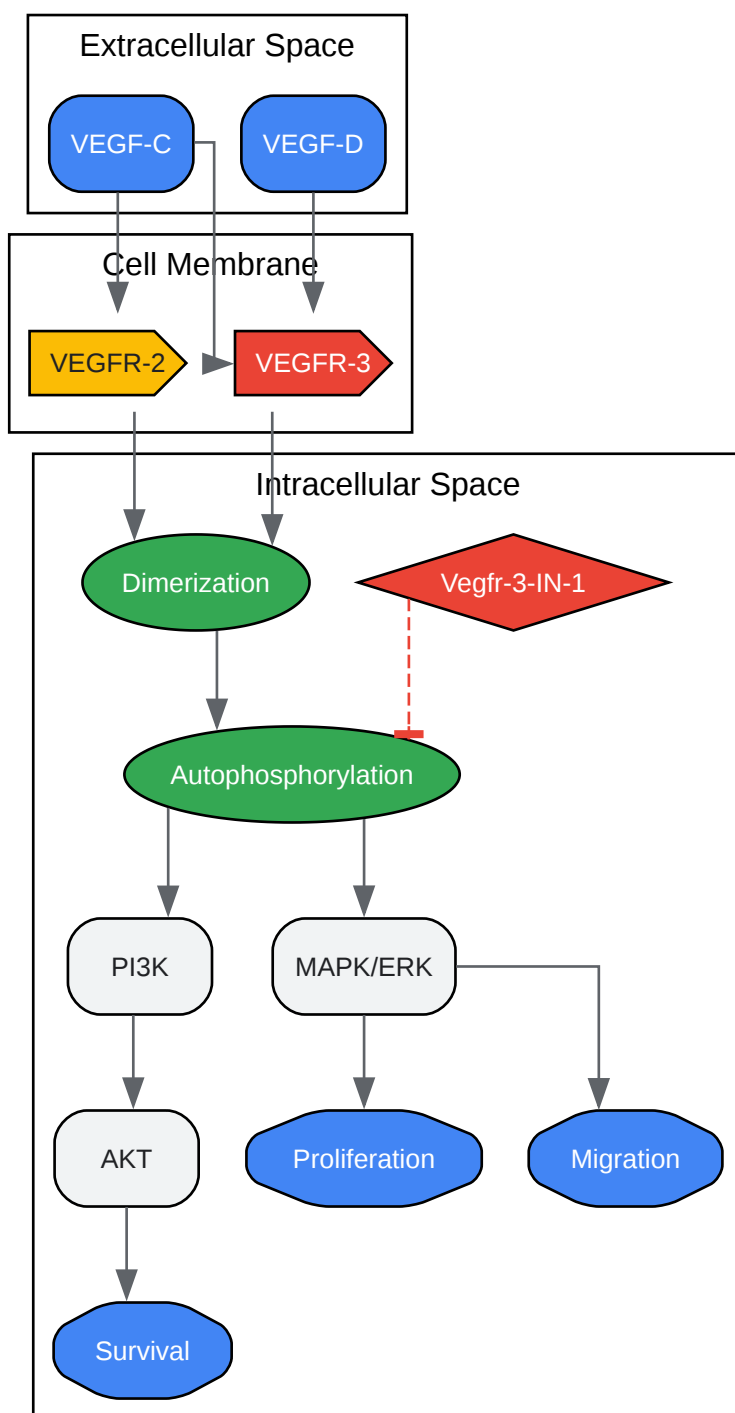 Extracellular Space
VEGF-C
VEGF-D
Cell Membrane
VEGFR-2
VEGFR-3
Intracellular Space
Dimerization
Vegfr-3-IN-1
Autophosphorylation
PI3K
MAPK/ERK
AKT
Proliferation
Migration
Survival